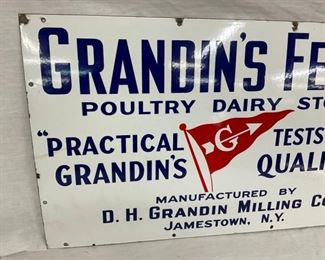 GRANDIN'S FE
POULTRY DAIRY STO
"PRACTICAL G TESTS
GRANDIN'S QUALI
MANUFACTURED BY
D. H. GRANDIN MILLING CO
JAMESTOWN, N.Y.